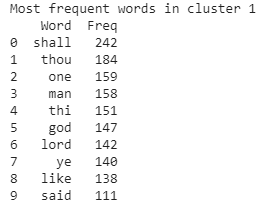 Most frequent words in cluster 1
Word Freq
0 shall 242
1 thou 184
2 one 159
3 man 158
4 thi 151
5 god 147
6 lord 142
7 ye 140
8 like 138
9 said 111